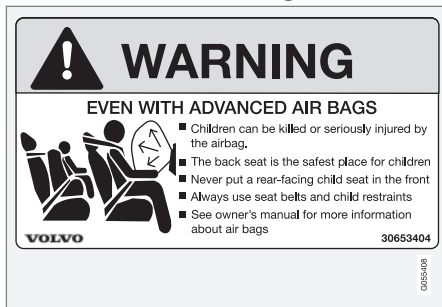 WARNING
EVEN WITH ADVANCED AIR BAGS
■ Children can be killed or seriously injured by
the airbag.
■ The back seat is the safest place for children
■ Never put a rear-facing child seat in the front
■ Always use seat belts and child restraints
■ See owner's manual for more information
about air bags
VOLVO
30653404
G055408